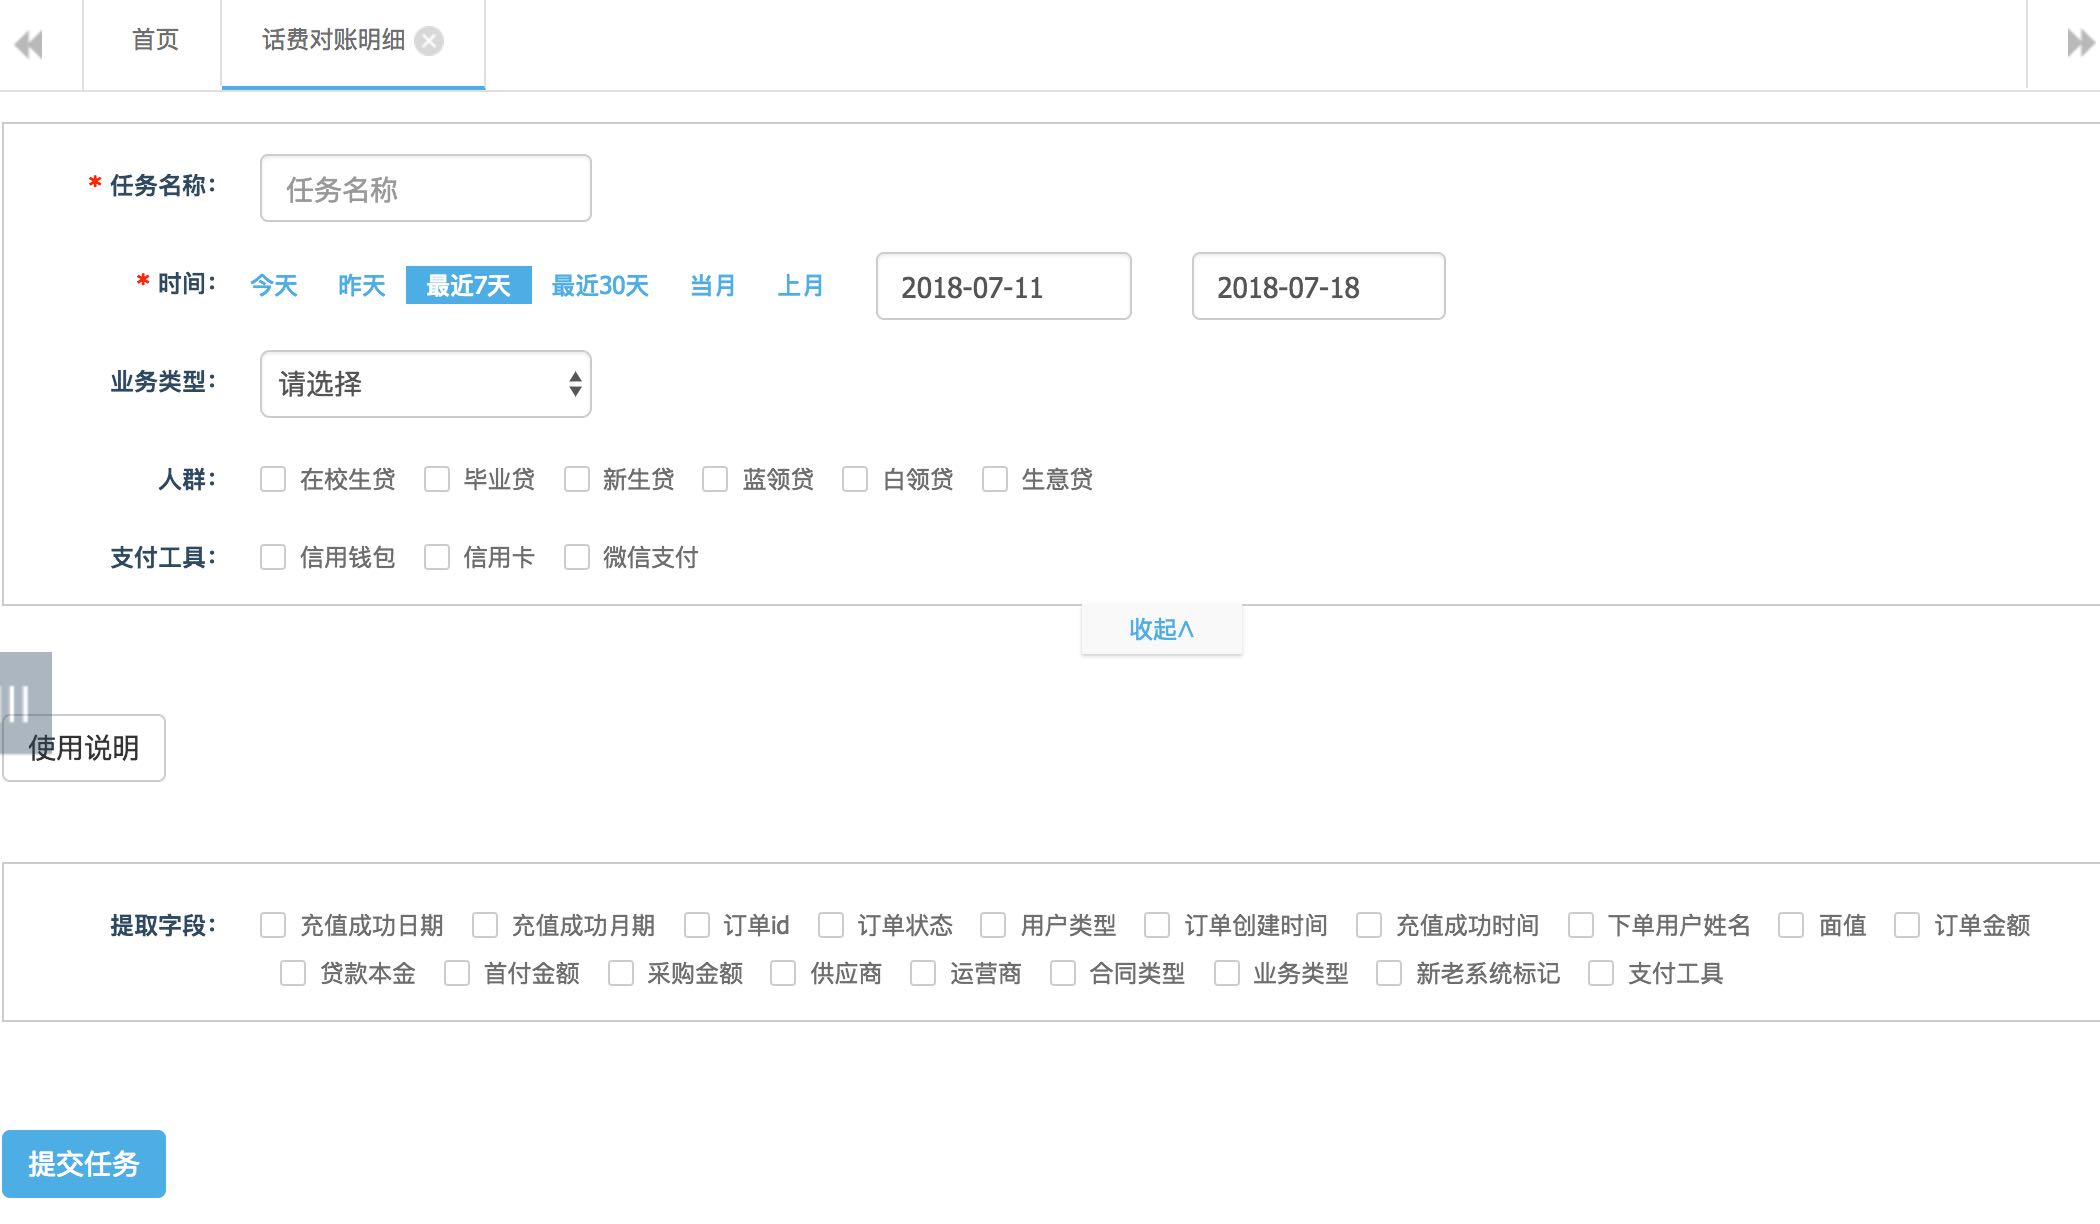 首页 话费对账明细
* 任务名称： 任务名称
* 时间： 今天 昨天 最近7天 最近30天 当月 上月 2018-07-11 2018-07-18
业务类型： 请选择
人群： 在校生贷 毕业贷 新生贷 蓝领贷 白领贷 生意贷
支付工具： 信用钱包 信用卡 微信支付
收起∧
使用说明
提取字段： 充值成功日期 充值成功月期 订单id 订单状态 用户类型 订单创建时间 充值成功时间 下单用户姓名 面值 订单金额
贷款本金 首付金额 采购金额 供应商 运营商 合同类型 业务类型 新老系统标记 支付工具
提交任务